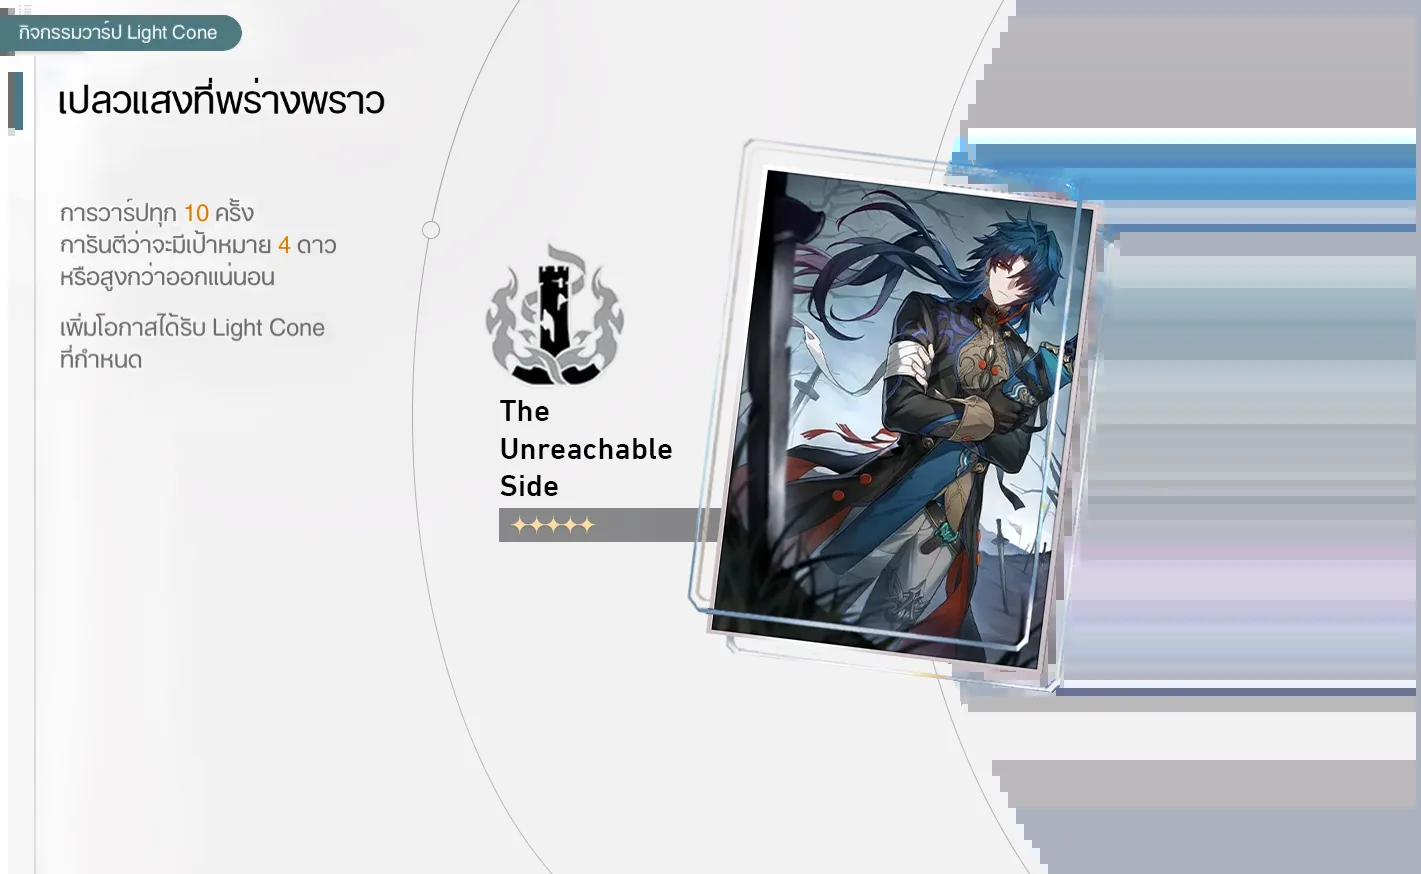 กิจกรรมวาร์ป Light Cone
เปลวแสงที่พร่างพราว
การวาร์ปทุก 10 ครั้ง
การันตีว่าจะมีเป้าหมาย 4 ดาว
หรือสูงกว่าออกแน่นอน
เพิ่มโอกาสได้รับ Light Cone
ที่กำหนด
The
Unreachable
Side